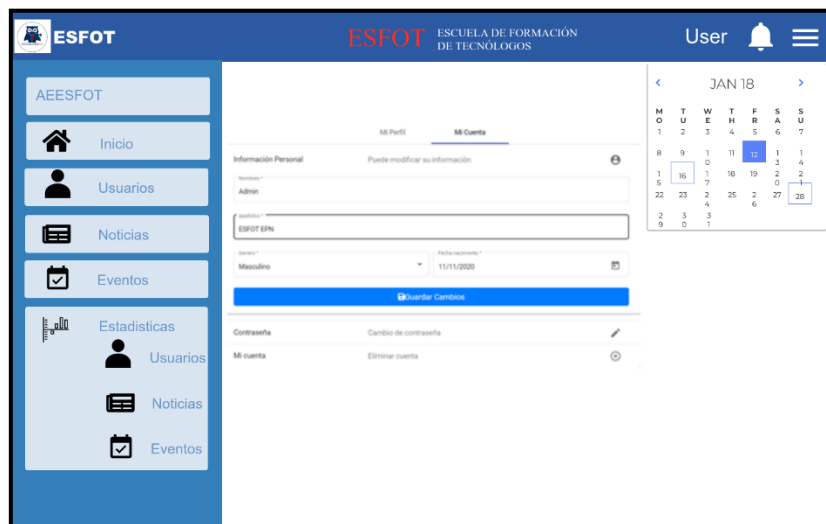 ESFOT
ESFOT
ESCUELA DE FORMACIÓN
DE TECNÓLOGOS
User
AEESFOT
Inicio
Usuarios
Noticias
Eventos
Estadisticas
Usuarios
Noticias
Eventos
Mi Perfil
Mi Cuenta
Información Personal
Puede modificar su información
Nombres *
Admin
Apellidos *
ESFOT EPN
Genero *
Masculino
Fecha nacimiento *
11/11/2020
Guardar Cambios
Contraseña
Cambio de contraseña
Mi cuenta
Eliminar cuenta
JAN 18
MO TU WE TH FR SA SU
1 2 3 4 5 6 7
8 9 10 11 12 13 14
15 16 17 18 19 20 21
22 23 24 25 26 27 28
29 30 31